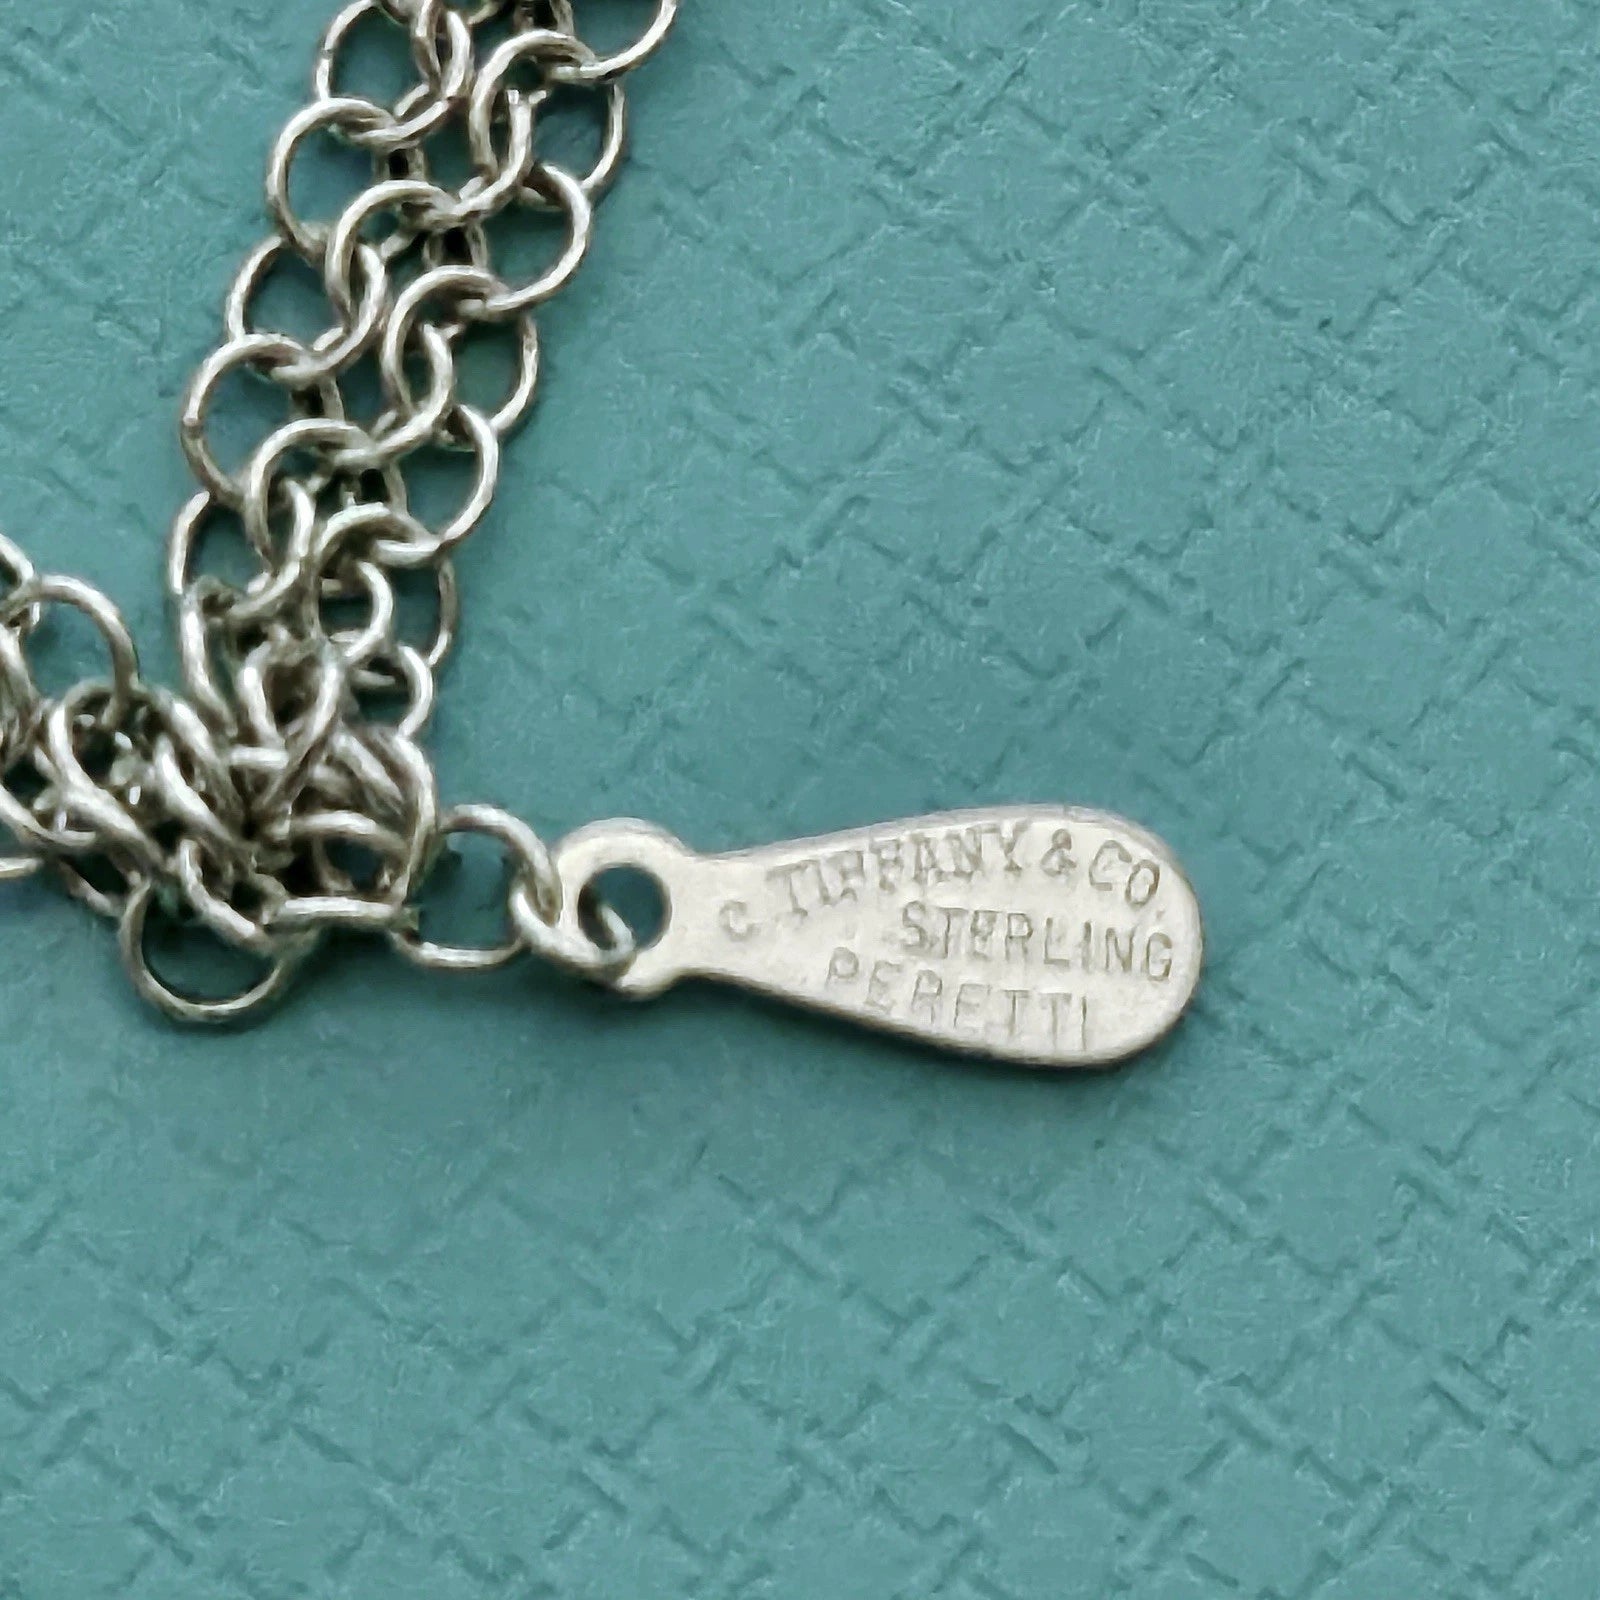 C TIFFANY & CO.
STERLING
PERETTI